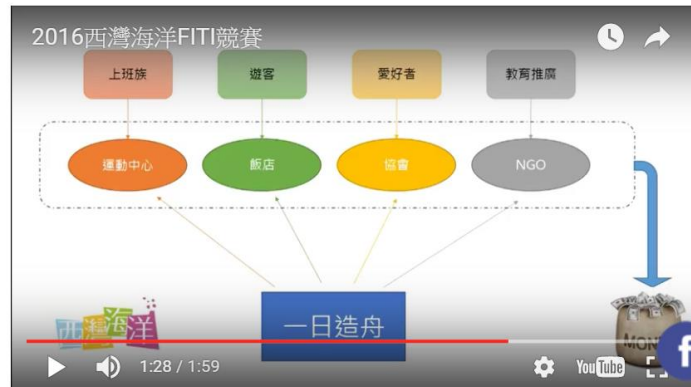 2016西灣海洋FITI競賽
上班族
遊客
愛好者
教育推廣
運動中心
飯店
協會
NGO
西灣海洋
一日造舟
MON
1:28 / 1:59
YouTube
f